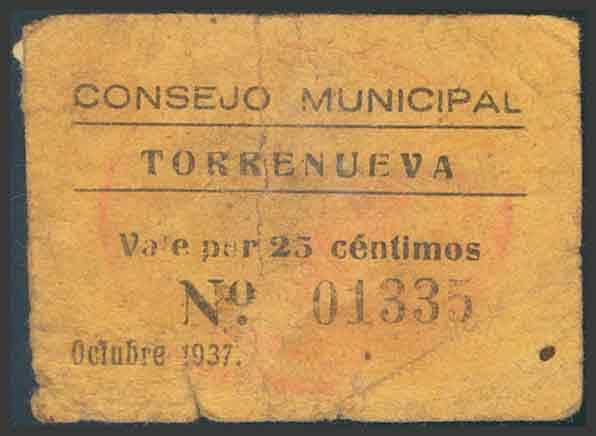 CONSEJO MUNICIPAL
TORRENUEVA
Vale por 25 céntimos
Nº. 01335
Octubre 1937.